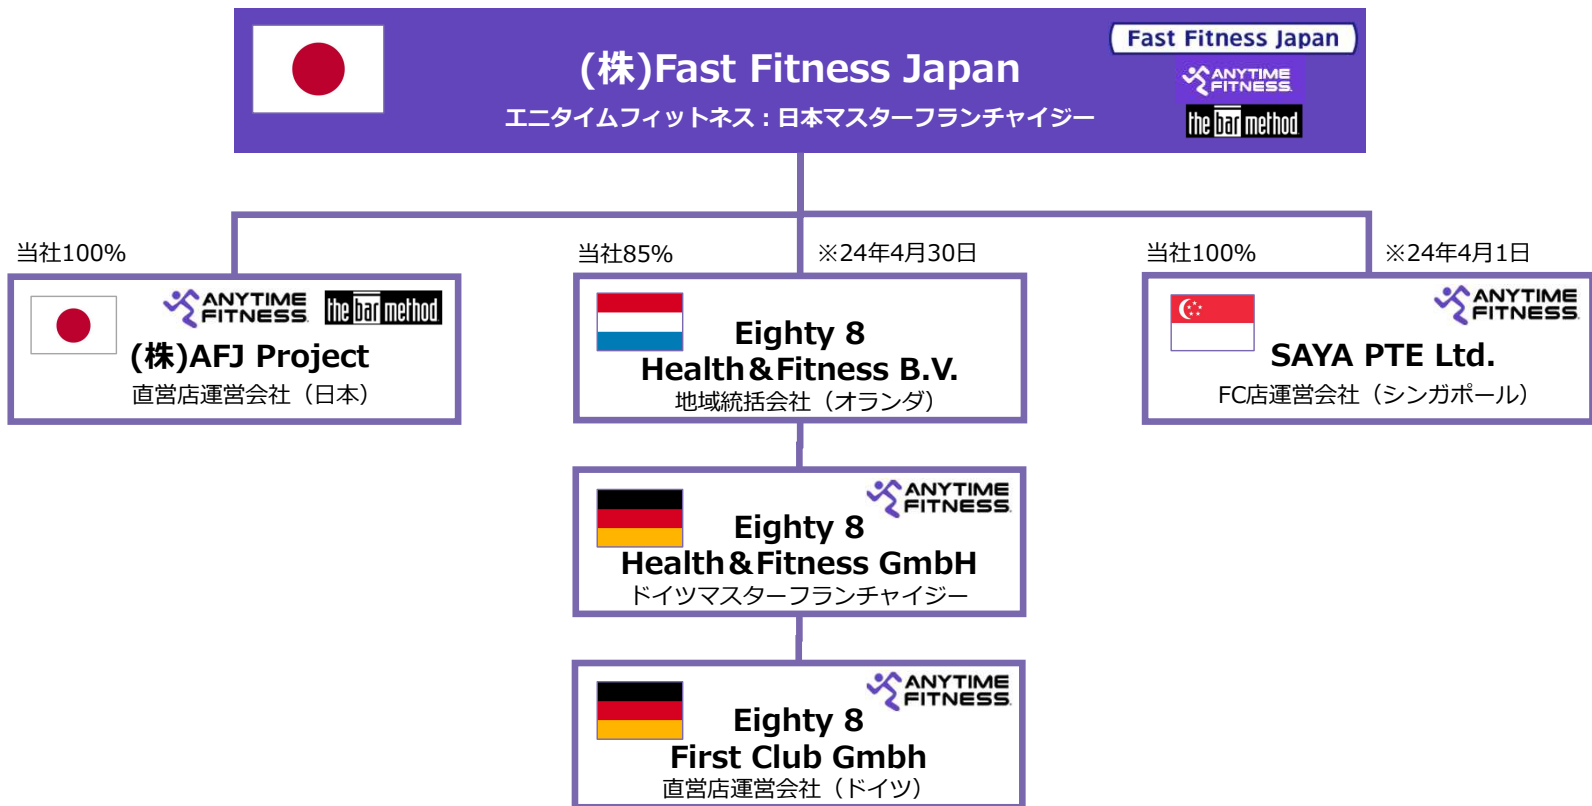 (株)Fast Fitness Japan
エニタイムフィットネス：日本マスターフランチャイジー
Fast Fitness Japan
ANYTIME
FITNESS
the bar method
当社100%
ANYTIME
FITNESS
the bar method
(株)AFJ Project
直営店運営会社（日本）
当社85%
※24年4月30日
Eighty 8
Health&Fitness B.V.
地域統括会社（オランダ）
当社100%
※24年4月1日
ANYTIME
FITNESS
SAYA PTE Ltd.
FC店運営会社（シンガポール）
ANYTIME
FITNESS
Eighty 8
Health&Fitness GmbH
ドイツマスターフランチャイジー
ANYTIME
FITNESS
Eighty 8
First Club Gmbh
直営店運営会社（ドイツ）